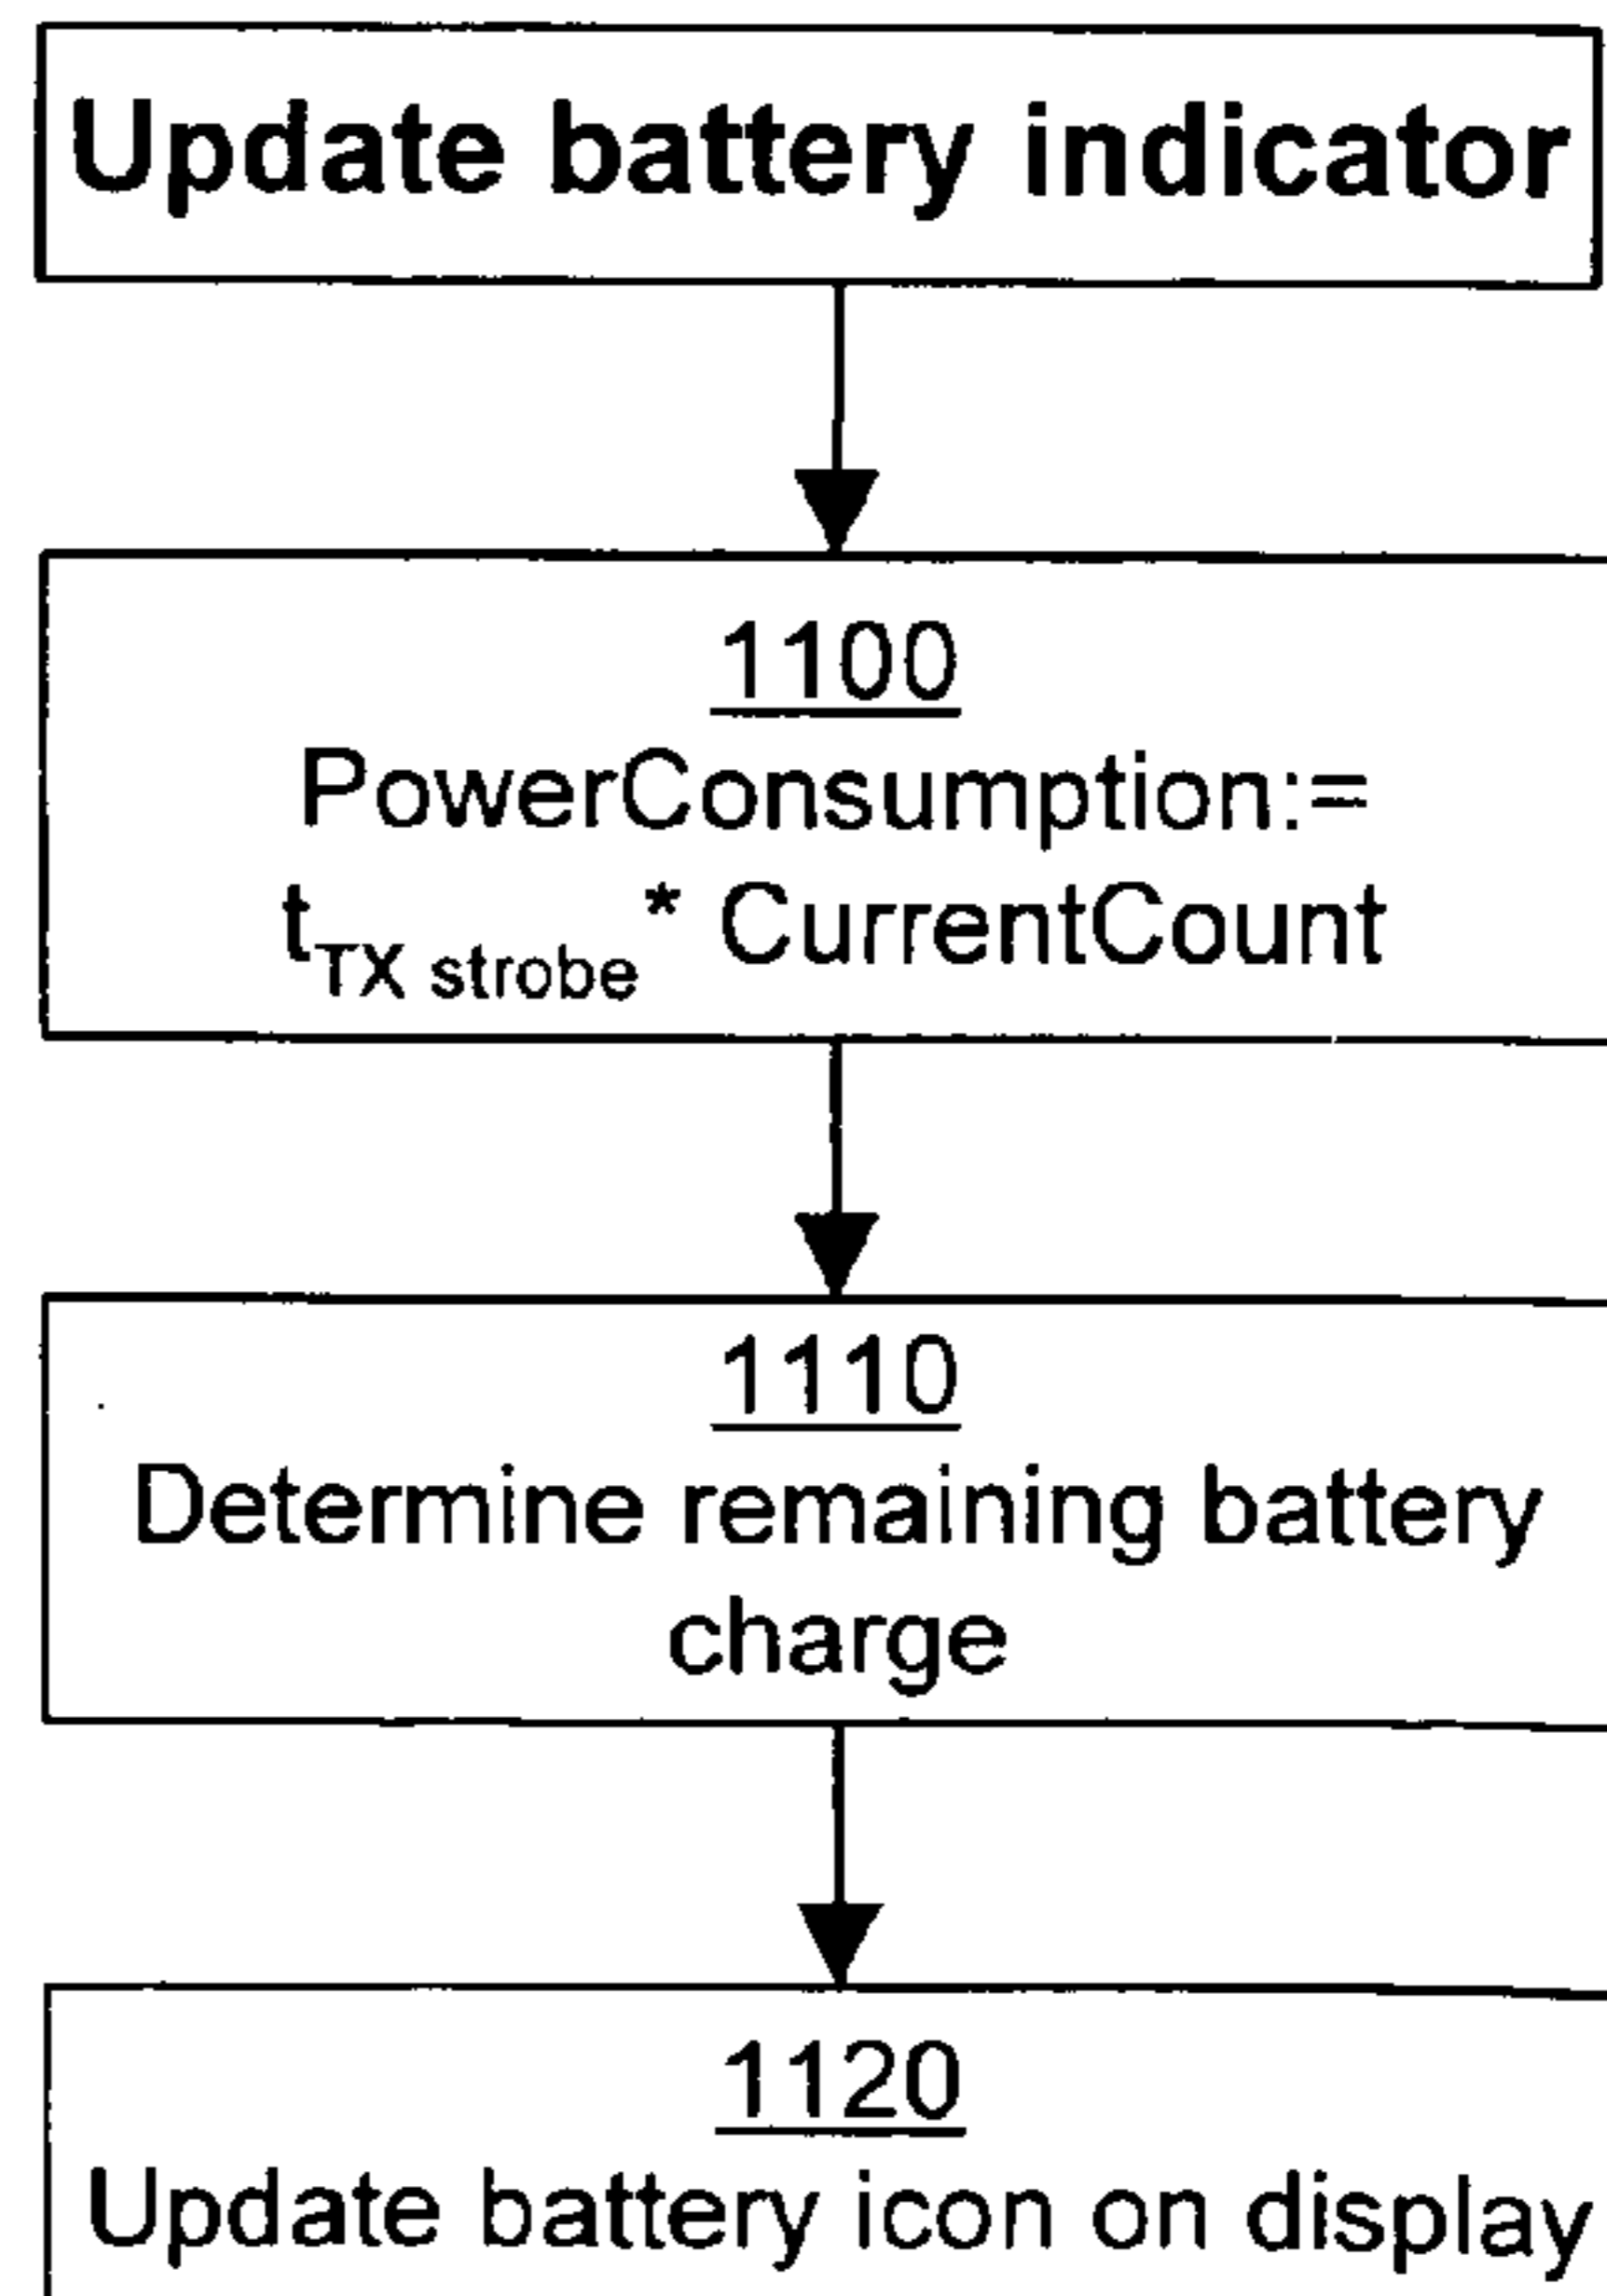 Update battery indicator
1100
PowerConsumption:=
tTX strobe* CurrentCount
1110
Determine remaining battery
charge
1120
Update battery icon on display